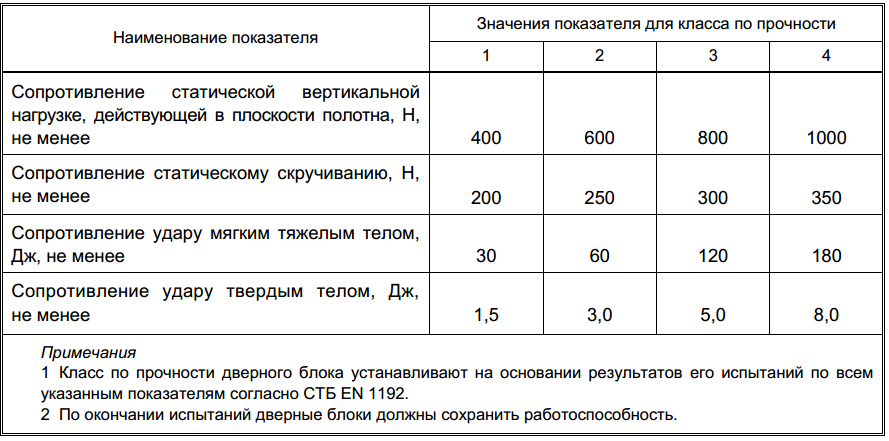 Наименование показателя
Значения показателя для класса по прочности
1 2 3 4
Сопротивление статической вертикальной
нагрузке, действующей в плоскости полотна, Н,
не менее 400 600 800 1000
Сопротивление статическому скручиванию, Н,
не менее 200 250 300 350
Сопротивление удару мягким тяжелым телом,
Дж, не менее 30 60 120 180
Сопротивление удару твердым телом, Дж,
не менее 1,5 3,0 5,0 8,0
Примечания
1 Класс по прочности дверного блока устанавливают на основании результатов его испытаний по всем
указанным показателям согласно СТБ EN 1192.
2 По окончании испытаний дверные блоки должны сохранить работоспособность.